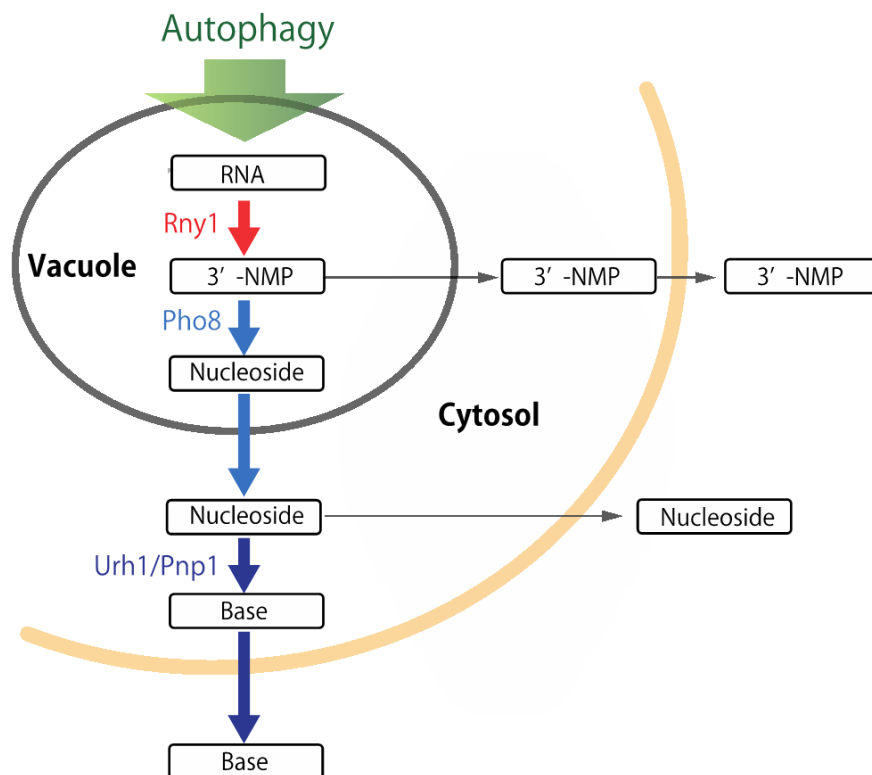 Autophagy
RNA
Rny1
Vacuole
3′ -NMP
3′ -NMP
3′ -NMP
Pho8
Nucleoside
Cytosol
Nucleoside
Nucleoside
Urh1/Pnp1
Base
Base